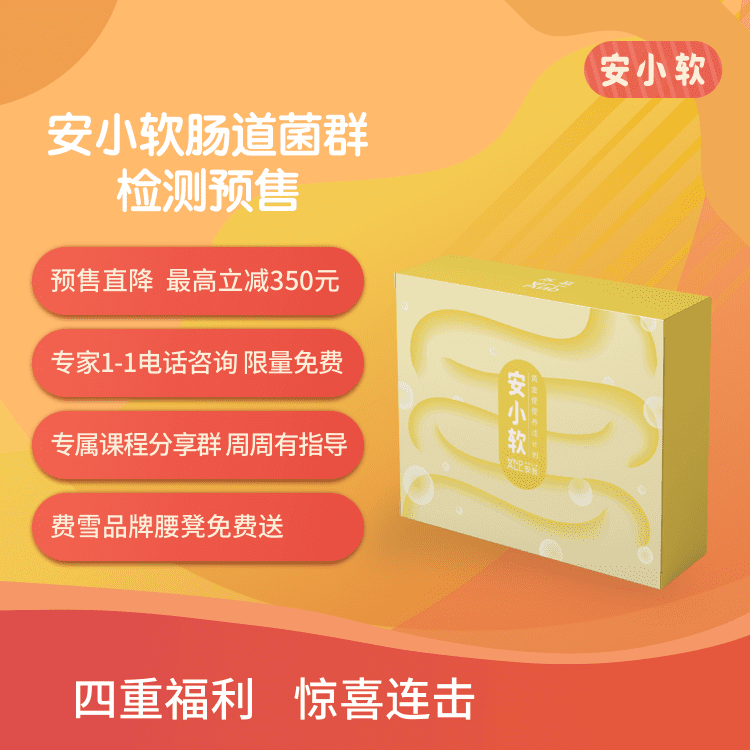 安小软
安小软肠道菌群
检测预售
预售直降 最高立减350元
专家1-1电话咨询 限量免费
专属课程分享群 周周有指导
费雪品牌腰凳免费送
安小软
四重福利 惊喜连击